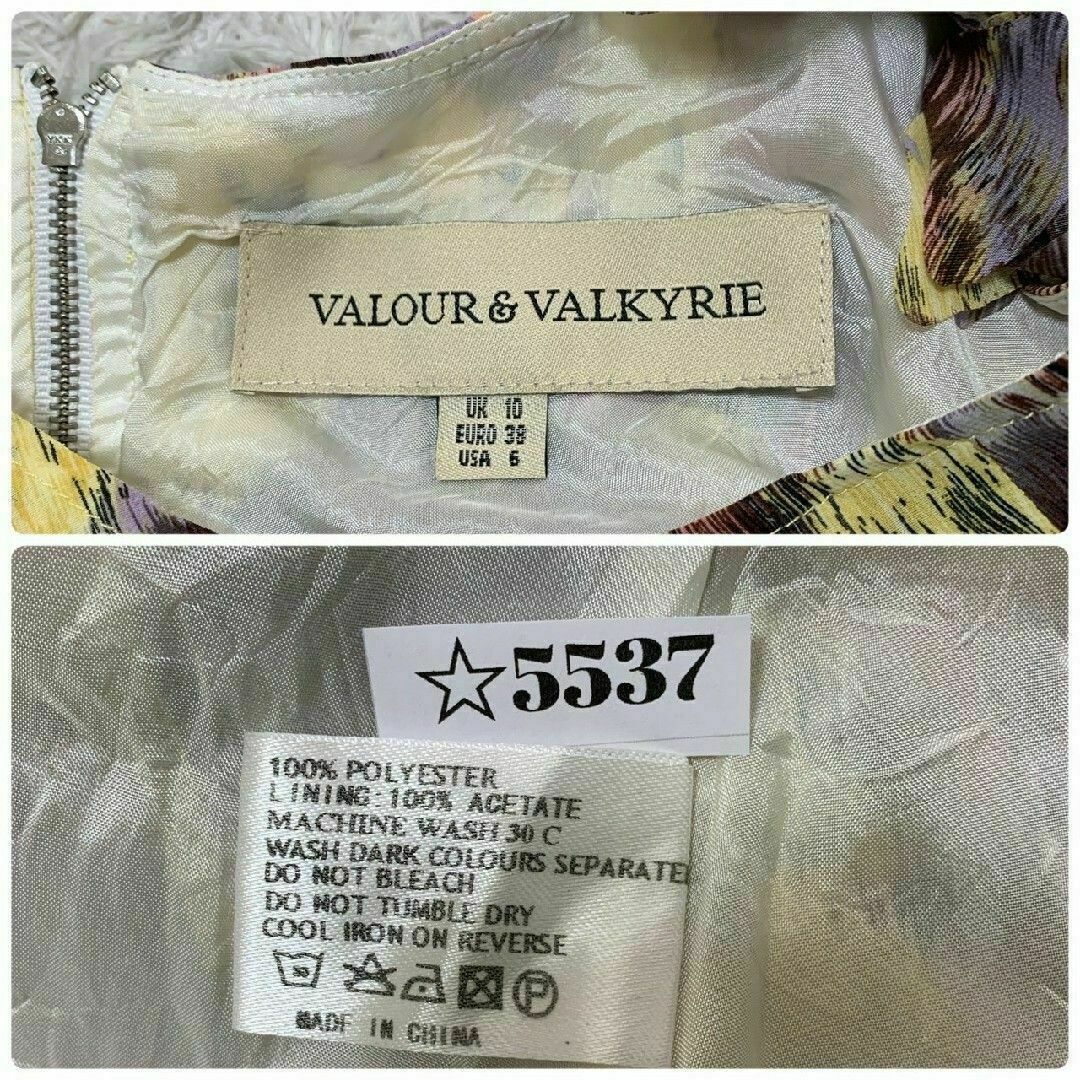 VALOUR & VALKYRIE
UK 10
EURO 38
USA 6
☆5537
100% POLYESTER
LINING: 100% ACETATE
MACHINE WASH 30 C
WASH DARK COLOURS SEPARATEL
DO NOT BLEACH
DO NOT TUMBLE DRY
COOL IRON ON REVERSE
P
MADE IN CHINA